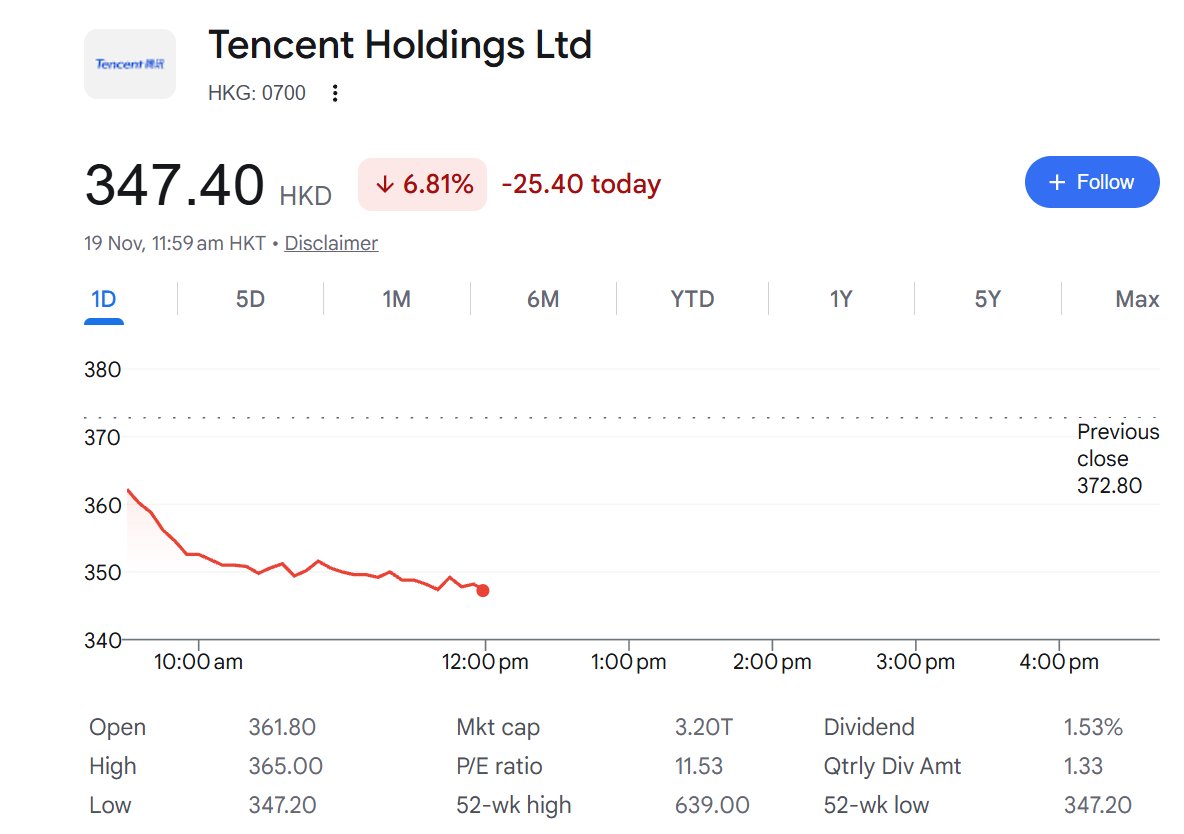 Tencent 腾讯
Tencent Holdings Ltd
HKG: 0700
347.40 HKD ↓ 6.81% -25.40 today
+ Follow
19 Nov, 11:59 am HKT • Disclaimer
1D 5D 1M 6M YTD 1Y 5Y Max
380
370
360
350
340
Previous
close
372.80
10:00 am 12:00 pm 1:00 pm 2:00 pm 3:00 pm 4:00 pm
Open 361.80 Mkt cap 3.20T Dividend 1.53%
High 365.00 P/E ratio 11.53 Qtrly Div Amt 1.33
Low 347.20 52-wk high 639.00 52-wk low 347.20